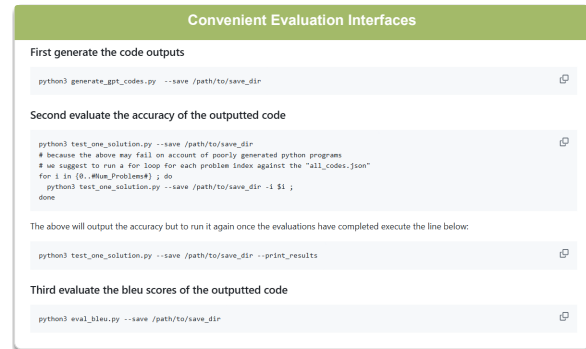 Convenient Evaluation Interfaces
First generate the code outputs
python3 generate_gpt_codes.py --save /path/to/save_dir
Second evaluate the accuracy of the outputted code
python3 test_one_solution.py --save /path/to/save_dir
# because the above may fail on account of poorly generated python programs
# we suggest to run a for loop for each problem index against the "all_codes.json"
for i in {0..#Num_Problems#} ; do
  python3 test_one_solution.py --save /path/to/save_dir -i $i ;
done
The above will output the accuracy but to run it again once the evaluations have completed execute the line below:
python3 test_one_solution.py --save /path/to/save_dir --print_results
Third evaluate the bleu scores of the outputted code
python3 eval_bleu.py --save /path/to/save_dir